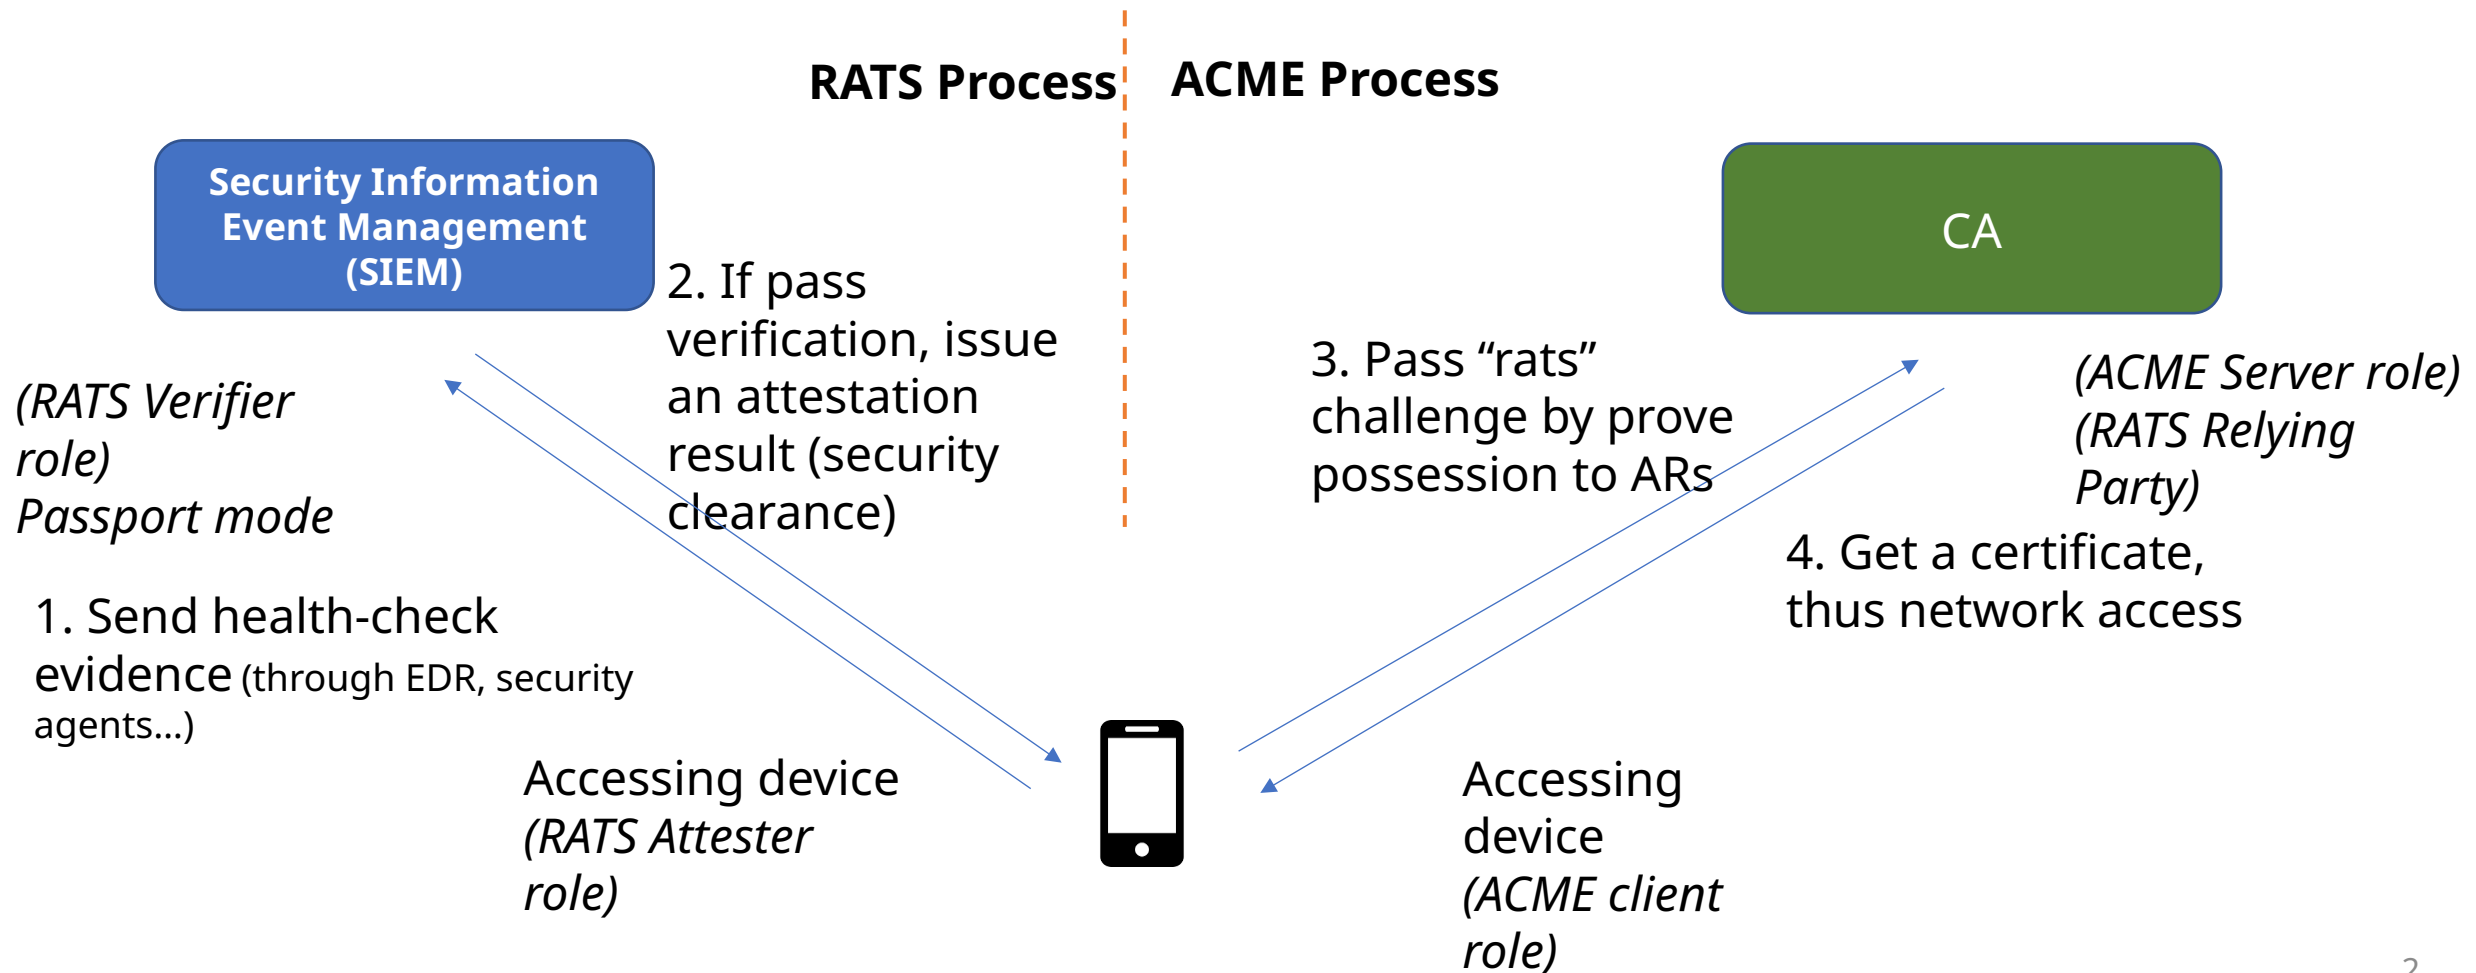 RATS Process
ACME Process
Security Information
Event Management
(SIEM)
CA
2. If pass
verification, issue
an attestation
result (security
clearance)
3. Pass “rats”
challenge by prove
possession to ARs
(ACME Server role)
(RATS Relying
Party)
(RATS Verifier
role)
Passport mode
4. Get a certificate,
thus network access
1. Send health-check
evidence (through EDR, security
agents...)
Accessing device
(RATS Attester
role)
Accessing
device
(ACME client
role)
2